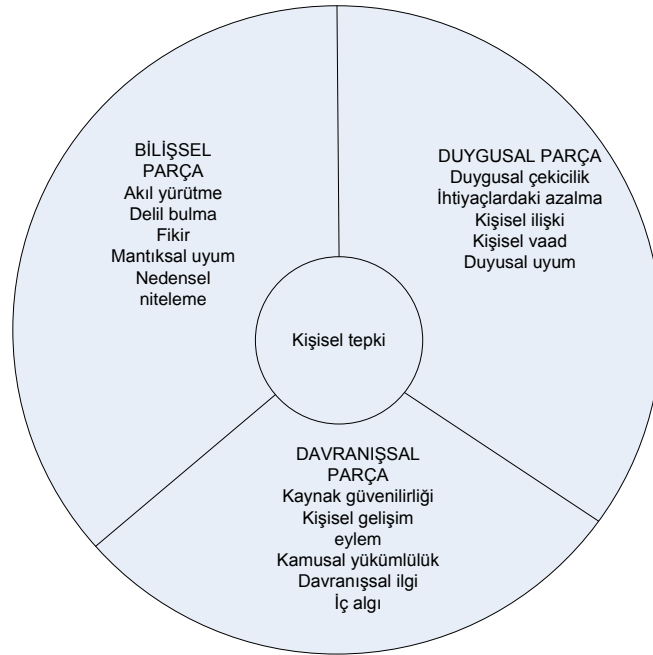 BİLİŞSEL
PARÇA
Akıl yürütme
Delil bulma
Fikir
Mantıksal uyum
Nedensel
niteleme
DUYGUSAL PARÇA
Duygusal çekicilik
İhtiyaçlardaki azalma
Kişisel ilişki
Kişisel vaad
Duyusal uyum
Kişisel tepki
DAVRANIŞSAL
PARÇA
Kaynak güvenilirliği
Kişisel gelişim
eylem
Kamusal yükümlülük
Davranışsal ilgi
İç algı